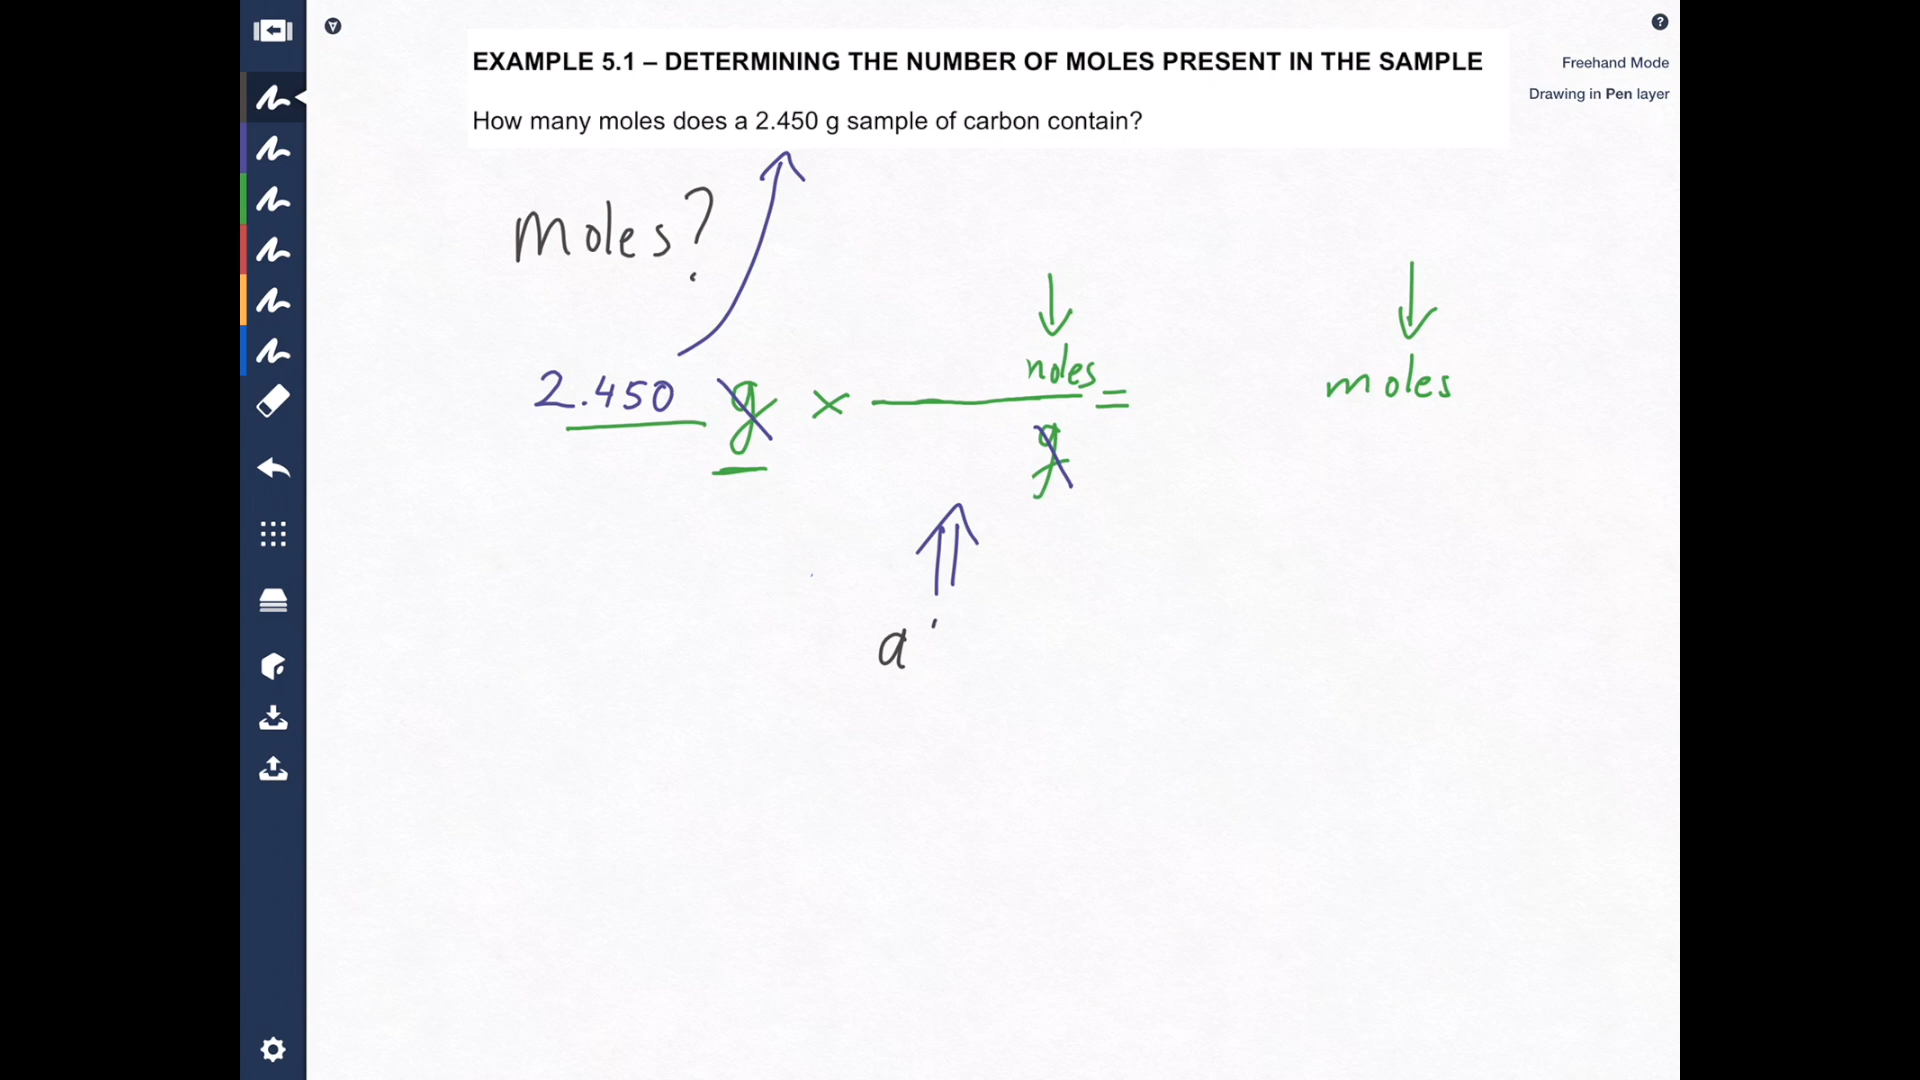 EXAMPLE 5.1 – DETERMINING THE NUMBER OF MOLES PRESENT IN THE SAMPLE
Freehand Mode
Drawing in Pen layer
How many moles does a 2.450 g sample of carbon contain?
moles?
2.450 g × noles / g = moles
a